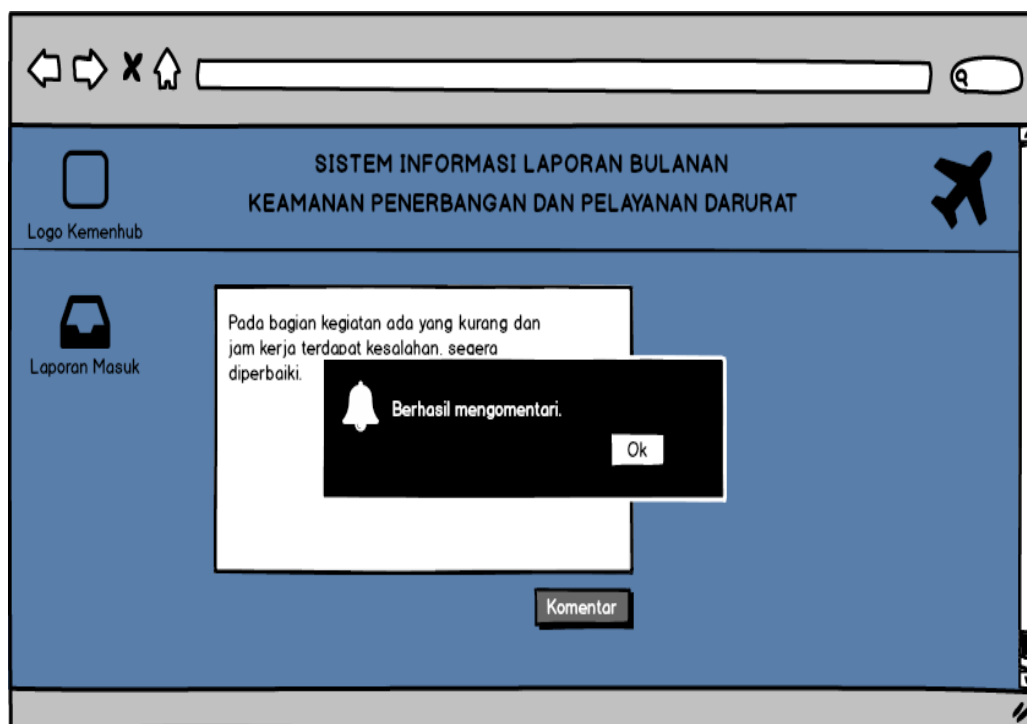 SISTEM INFORMASI LAPORAN BULANAN
KEAMANAN PENERBANGAN DAN PELAYANAN DARURAT
Logo Kemenhub
Laporan Masuk
Pada bagian kegiatan ada yang kurang dan
jam kerja terdapat kesalahan. segera
diperbaiki.
Berhasil mengomentari.
Ok
Komentar